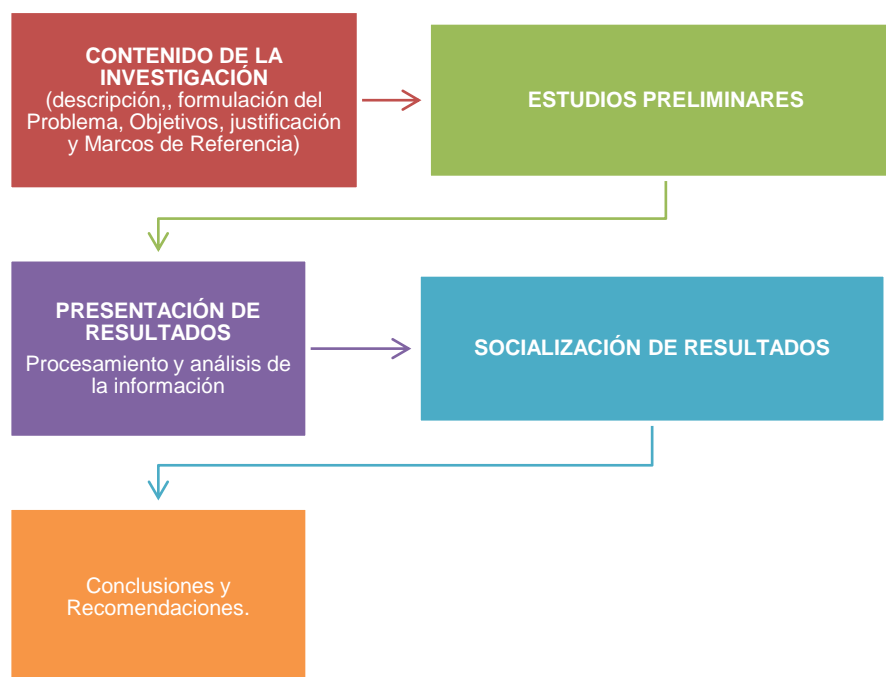 CONTENIDO DE LA
INVESTIGACIÓN
(descripción,, formulación del
Problema, Objetivos, justificación
y Marcos de Referencia)
ESTUDIOS PRELIMINARES
PRESENTACIÓN DE
RESULTADOS
Procesamiento y análisis de
la información
SOCIALIZACIÓN DE RESULTADOS
Conclusiones y
Recomendaciones.